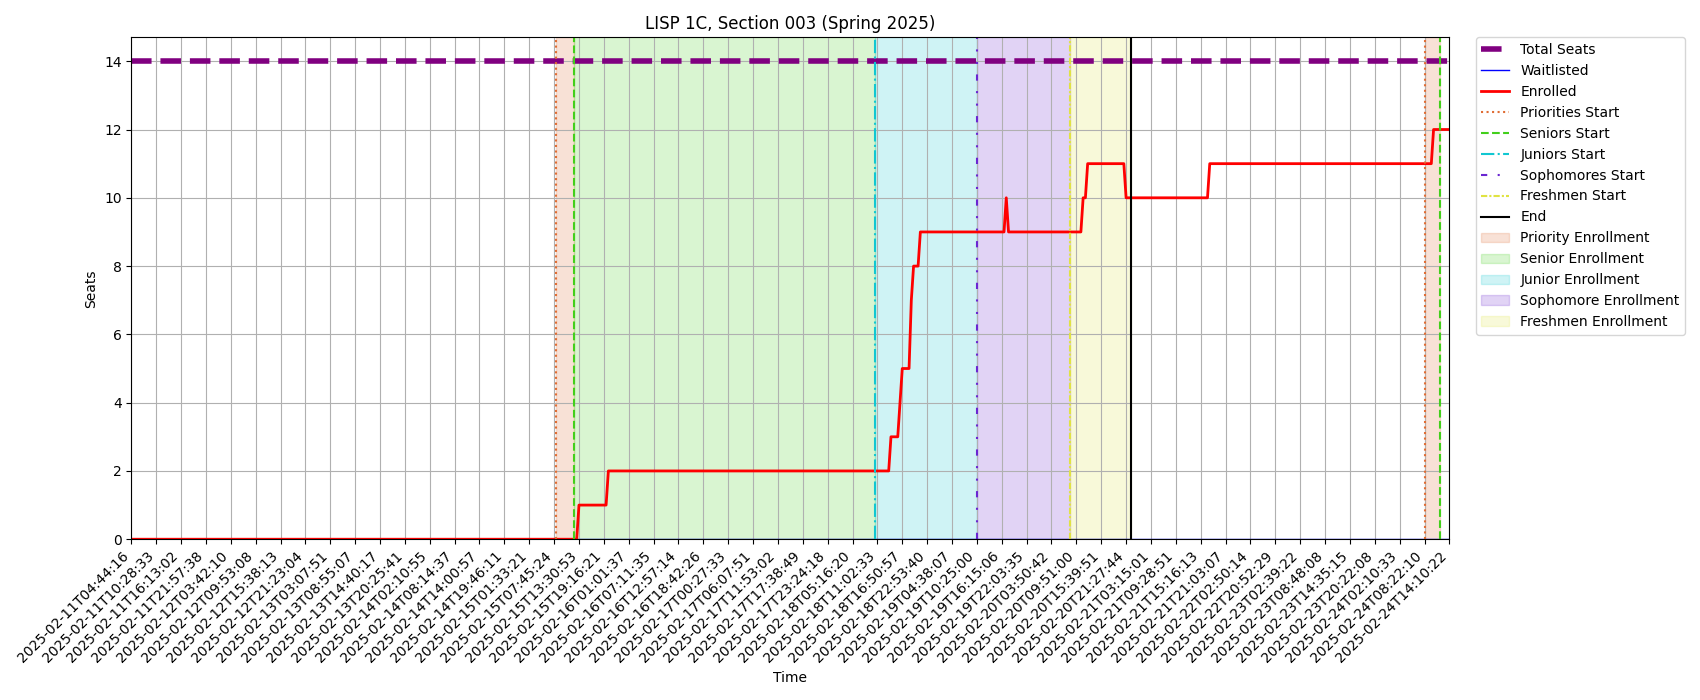 LISP 1C, Section 003 (Spring 2025)
Seats
14
12
10
8
6
4
2
0
2025-02-11T04:44:16
2025-02-11T10:28:33
2025-02-11T16:13:02
2025-02-11T21:57:38
2025-02-12T03:42:10
2025-02-12T09:53:08
2025-02-12T15:38:13
2025-02-12T21:23:04
2025-02-13T03:07:51
2025-02-13T08:55:07
2025-02-13T14:40:17
2025-02-13T20:25:41
2025-02-14T02:10:55
2025-02-14T08:14:37
2025-02-14T14:00:57
2025-02-14T19:46:11
2025-02-15T01:33:21
2025-02-15T07:45:24
2025-02-15T13:30:53
2025-02-15T19:16:21
2025-02-16T01:01:37
2025-02-16T07:11:35
2025-02-16T12:57:14
2025-02-16T18:42:26
2025-02-17T00:27:33
2025-02-17T06:07:51
2025-02-17T11:53:02
2025-02-17T17:38:49
2025-02-17T23:24:18
2025-02-18T05:16:20
2025-02-18T11:02:33
2025-02-18T16:50:57
2025-02-18T22:53:40
2025-02-19T04:38:07
2025-02-19T10:25:00
2025-02-19T16:15:06
2025-02-19T22:03:35
2025-02-20T03:50:42
2025-02-20T09:51:00
2025-02-20T15:39:51
2025-02-20T21:27:44
2025-02-21T03:15:01
2025-02-21T09:28:51
2025-02-21T15:16:13
2025-02-21T21:03:07
2025-02-22T02:50:14
2025-02-22T20:52:29
2025-02-23T02:39:22
2025-02-23T08:48:08
2025-02-23T14:35:15
2025-02-23T20:22:08
2025-02-24T02:10:33
2025-02-24T08:22:10
2025-02-24T14:10:22
Time
Total Seats
Waitlisted
Enrolled
Priorities Start
Seniors Start
Juniors Start
Sophomores Start
Freshmen Start
End
Priority Enrollment
Senior Enrollment
Junior Enrollment
Sophomore Enrollment
Freshmen Enrollment